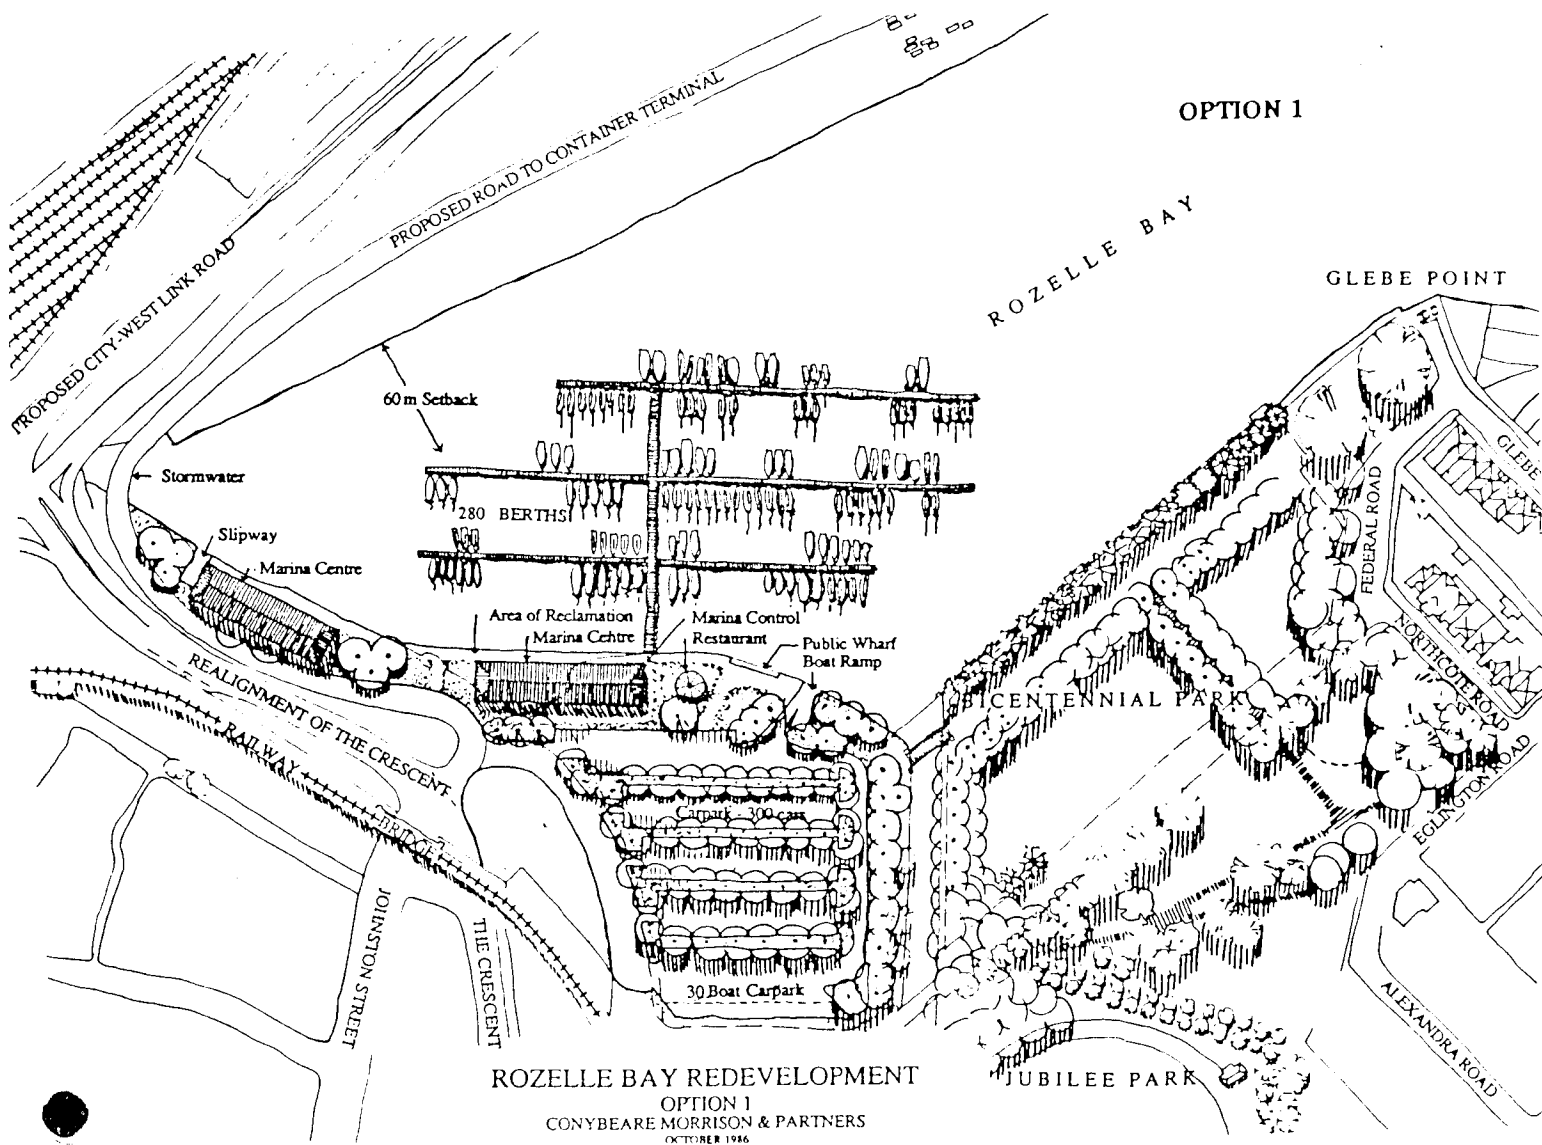 OPTION 1
PROPOSED ROAD TO CONTAINER TERMINAL
ROZELLE BAY
GLEBE POINT
PROPOSED CITY-WEST LINK ROAD
60 m Setback
GLEBE
Stormwater
280 BERTHS
FEDERAL ROAD
Slipway
Marina Centre
Area of Reclamation
Marina Centre
Marina Control
Restaurant
Public Wharf
Boat Ramp
NORTHCOTE ROAD
REALIGNMENT OF THE CRESCENT
BICENTENNIAL PARK
RAILWAY
BRIDGE
EGLINGTON ROAD
Carpark - 300 cars
JOHNSTON STREET
THE CRESCENT
30 Boat Carpark
ALEXANDRA ROAD
JUBILEE PARK
ROZELLE BAY REDEVELOPMENT
OPTION 1
CONYBEARE MORRISON & PARTNERS
OCTOBER 1986